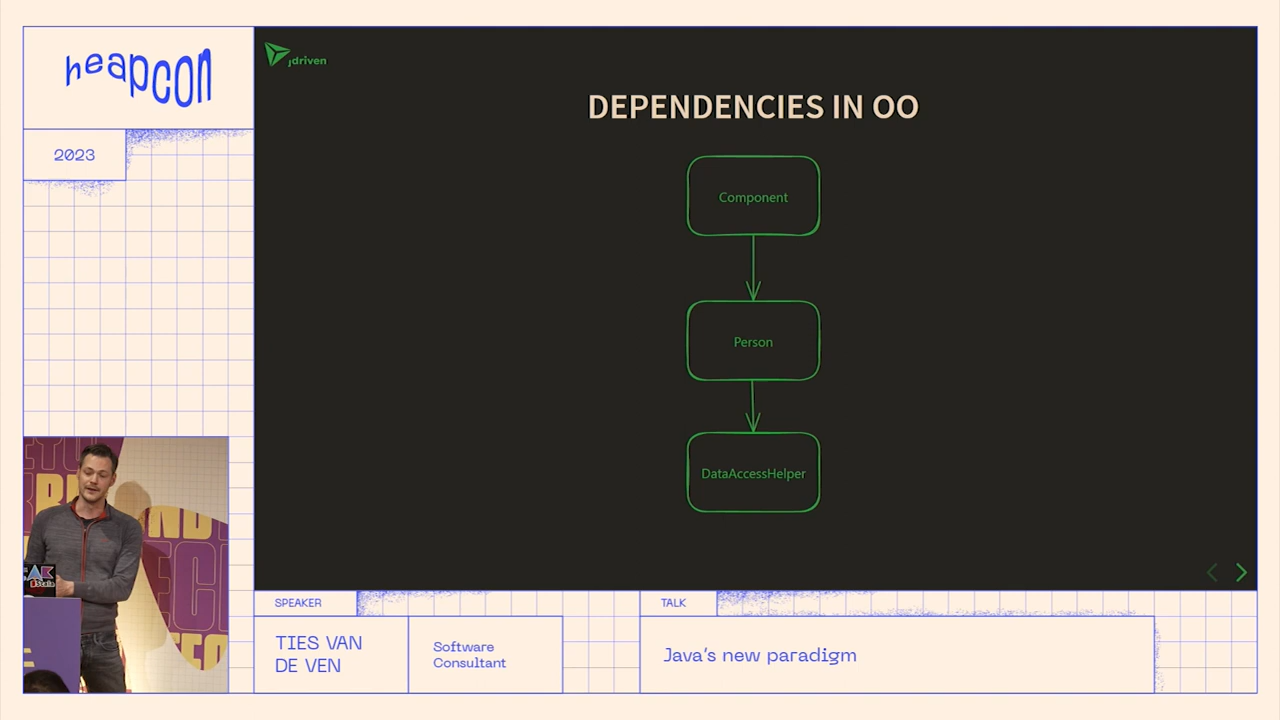 heapcon
2023
jdriven
DEPENDENCIES IN OO
Component
Person
DataAccessHelper
SPEAKER
TIES VAN
DE VEN
Software
Consultant
TALK
Java's new paradigm